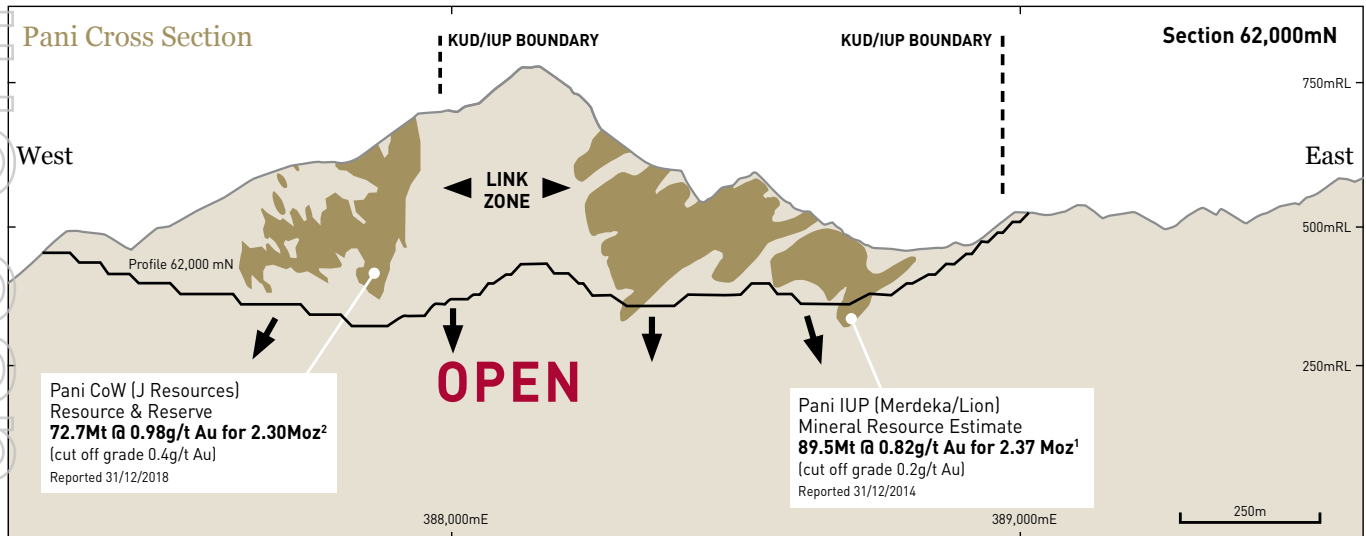 Pani Cross Section
KUD/IUP BOUNDARY
KUD/IUP BOUNDARY
Section 62,000mN
750mRL
West
East
LINK
ZONE
500mRL
Profile 62,000 mN
OPEN
250mRL
Pani CoW (J Resources)
Resource & Reserve
72.7Mt @ 0.98g/t Au for 2.30Moz²
(cut off grade 0.4g/t Au)
Reported 31/12/2018
Pani IUP (Merdeka/Lion)
Mineral Resource Estimate
89.5Mt @ 0.82g/t Au for 2.37 Moz¹
(cut off grade 0.2g/t Au)
Reported 31/12/2014
388,000mE
389,000mE
250m